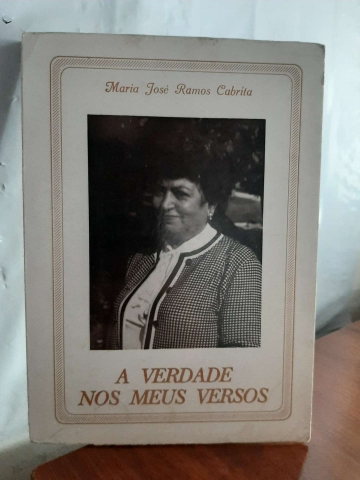 Maria José Ramos Cabrita
A VERDADE
NOS MEUS VERSOS